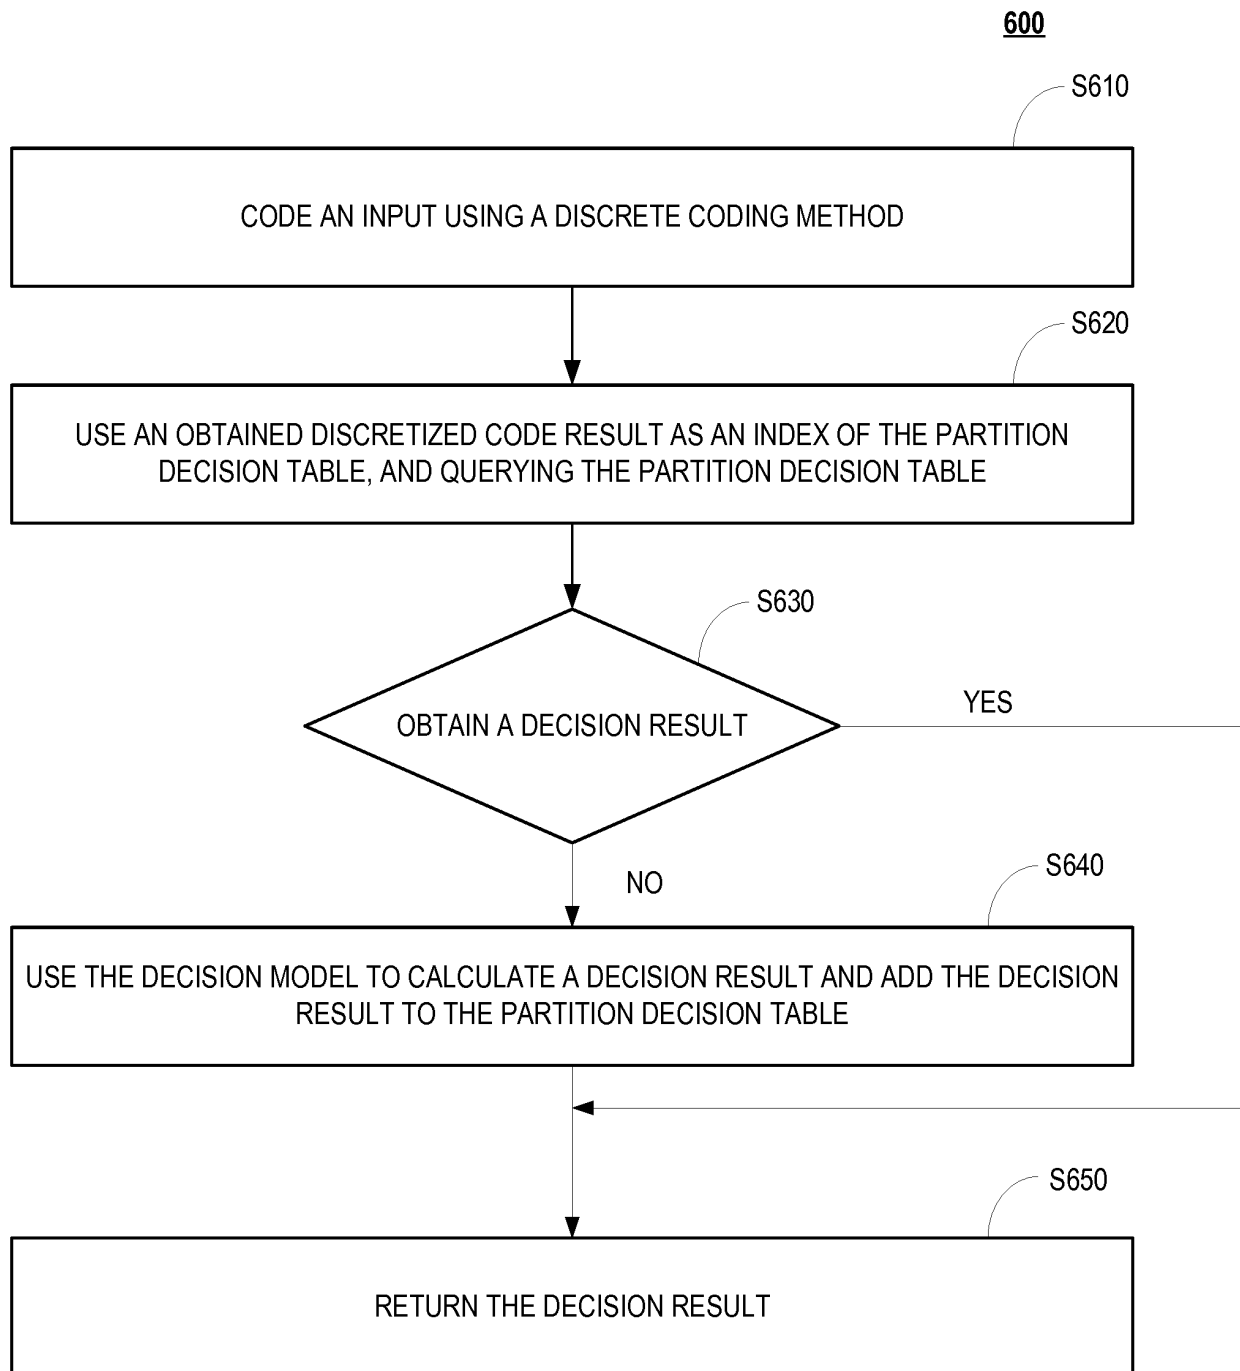 600
S610
CODE AN INPUT USING A DISCRETE CODING METHOD
S620
USE AN OBTAINED DISCRETIZED CODE RESULT AS AN INDEX OF THE PARTITION
DECISION TABLE, AND QUERYING THE PARTITION DECISION TABLE
S630
OBTAIN A DECISION RESULT
YES
NO
S640
USE THE DECISION MODEL TO CALCULATE A DECISION RESULT AND ADD THE DECISION
RESULT TO THE PARTITION DECISION TABLE
S650
RETURN THE DECISION RESULT